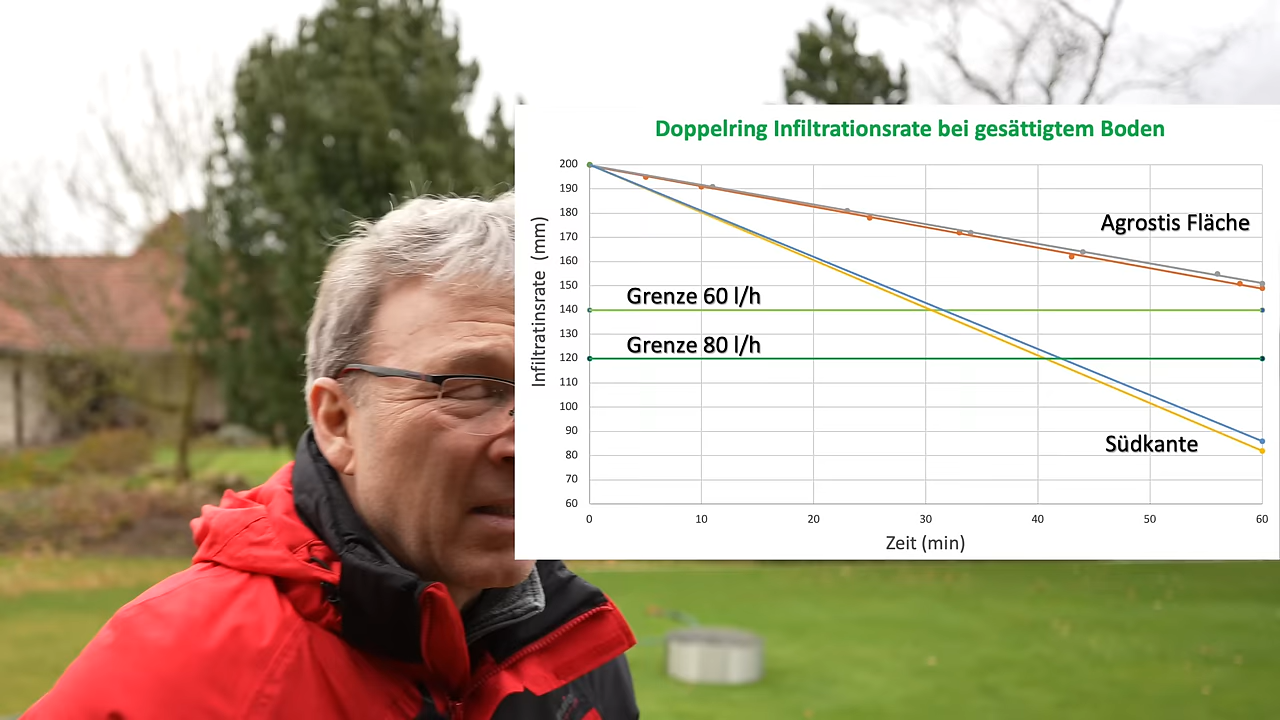 Doppelring Infiltrationsrate bei gesättigtem Boden
Infiltratinsrate (mm)
200
190
180
170
160
150
140
130
120
110
100
90
80
70
60
Agrostis Fläche
Grenze 60 l/h
Grenze 80 l/h
Südkante
0 10 20 30 40 50 60
Zeit (min)